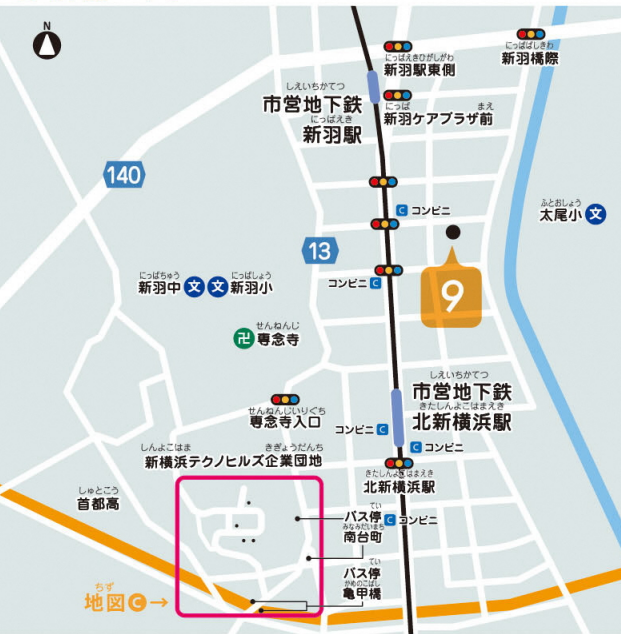 N
にっぱえきひがしがわ
新羽駅東側
にっぱばしきわ
新羽橋際
しえいちかてつ
市営地下鉄
にっぱえき
新羽駅
にっぱ まえ
新羽ケアプラザ前
140
C コンビニ
ふとおしょう
太尾小 文
13
にっぱちゅう
新羽中 文
にっぱしょう
文 新羽小
コンビニ C
9
せんねんじ
卍 専念寺
しえいちかてつ
市営地下鉄
きたしんよこはまえき
北新横浜駅
せんねんじいりぐち
専念寺入口
コンビニ C
C コンビニ
しんよこはま きぎょうだんち
新横浜テクノヒルズ企業団地
きたしんよこはまえき
北新横浜駅
しゅとこう
首都高
てい
バス停
みなみだいまち
南台町
C コンビニ
てい
バス停
かめのこばし
亀甲橋
ちず
地図C→